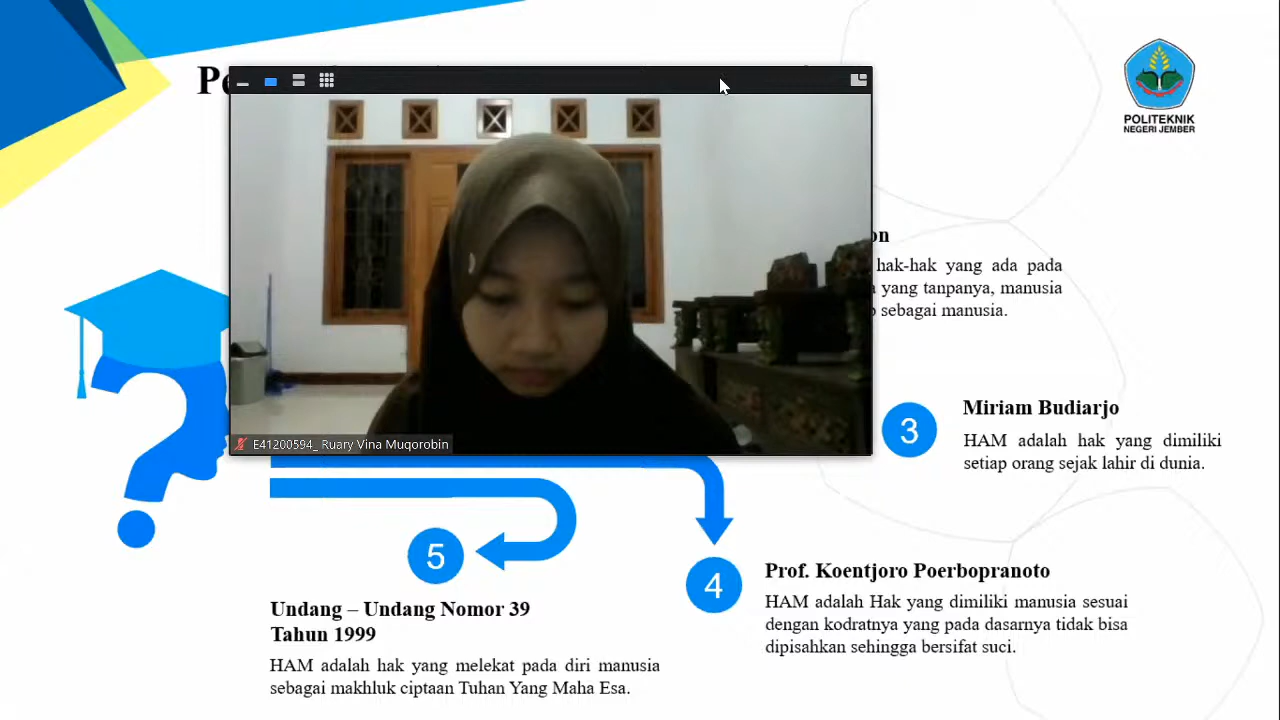 POLITEKNIK
NEGERI JEMBER
hak-hak yang ada pada
yang tanpanya, manusia
sebagai manusia.
E41200594_ Ruary Vina Muqorobin
3
Miriam Budiarjo
HAM adalah hak yang dimiliki
setiap orang sejak lahir di dunia.
5
Undang – Undang Nomor 39
Tahun 1999
HAM adalah hak yang melekat pada diri manusia
sebagai makhluk ciptaan Tuhan Yang Maha Esa.
4
Prof. Koentjoro Poerbopranoto
HAM adalah Hak yang dimiliki manusia sesuai
dengan kodratnya yang pada dasarnya tidak bisa
dipisahkan sehingga bersifat suci.